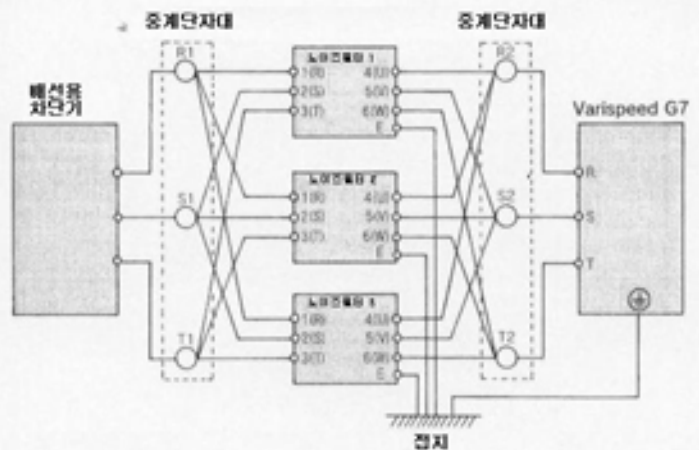 중계단자대
중계단자대
배선용
차단기
R1
S1
T1
노이즈필터 1
1(R) 4(U)
2(S) 5(V)
3(T) 6(W)
E
노이즈필터 2
1(R) 4(U)
2(S) 5(V)
3(T) 6(W)
E
노이즈필터 3
1(R) 4(U)
2(S) 5(V)
3(T) 6(W)
E
R2
S2
T2
Varispeed G7
R
S
T
접지